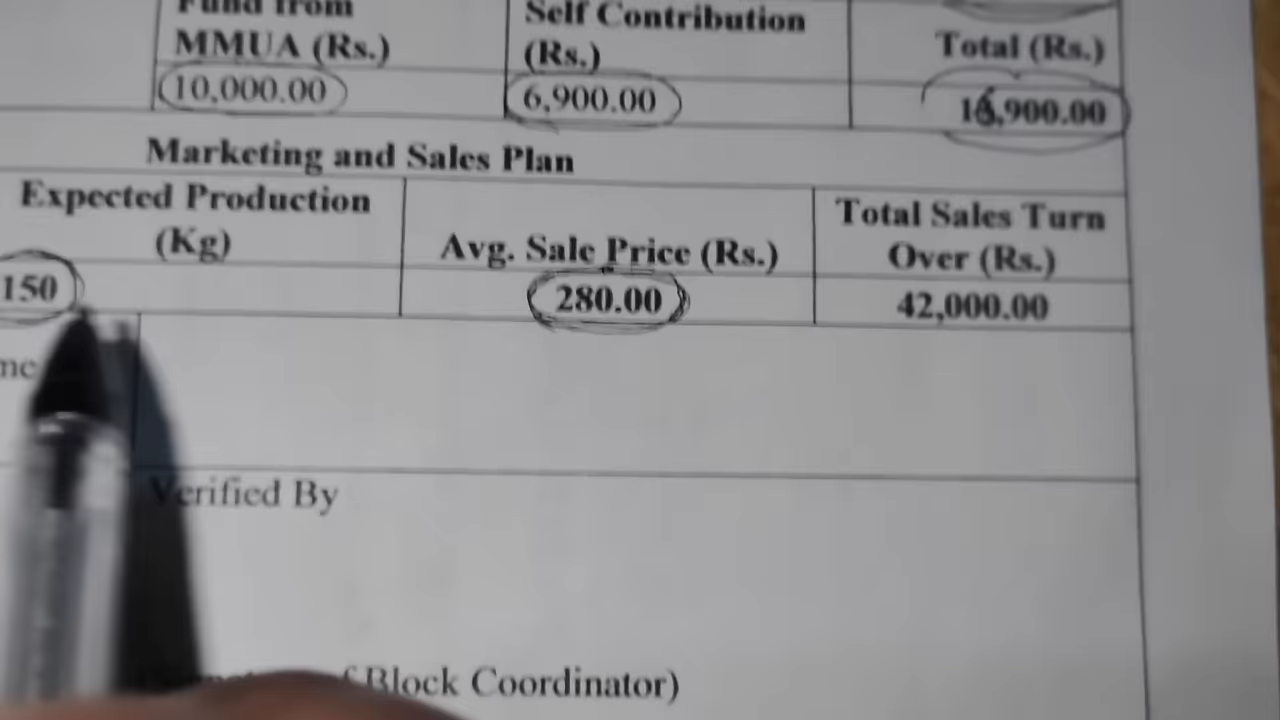 Fund from
MMUA (Rs.)
Self Contribution
(Rs.)
Total (Rs.)
10,000.00
6,900.00
16,900.00
Marketing and Sales Plan
Expected Production
(Kg)
Avg. Sale Price (Rs.)
Total Sales Turn
Over (Rs.)
150
280.00
42,000.00
Verified By
Block Coordinator)